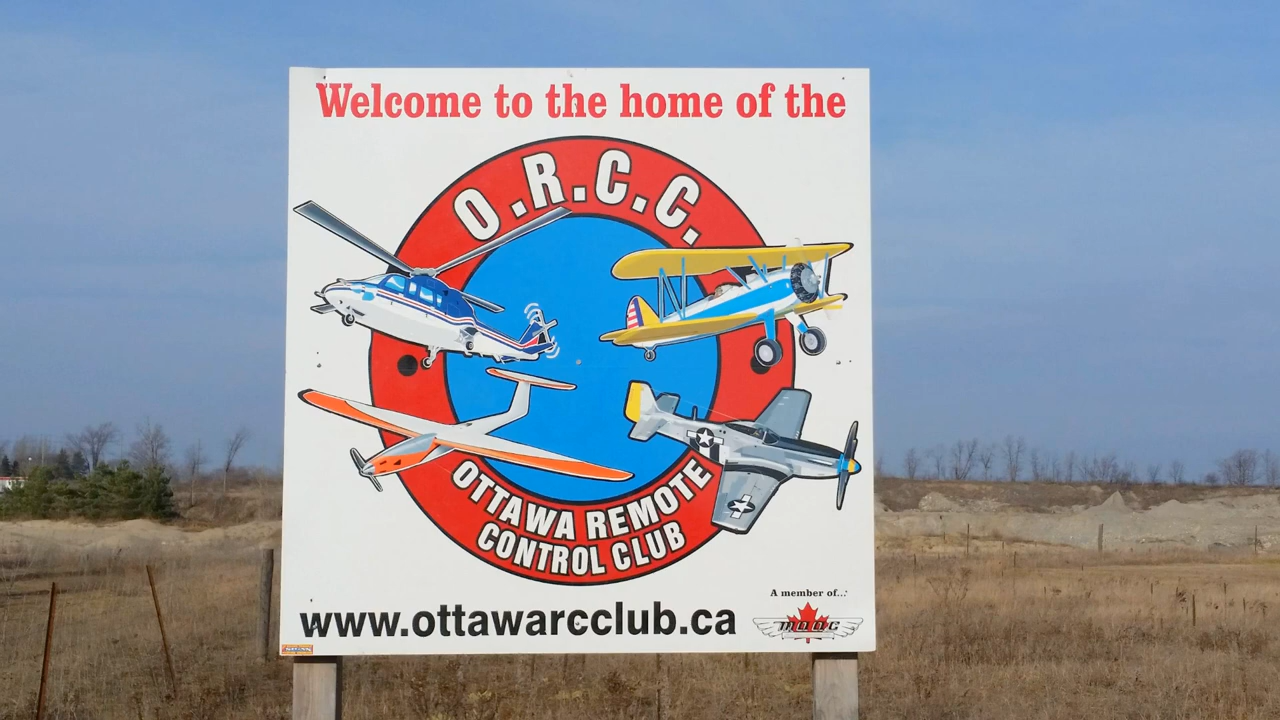 Welcome to the home of the
O.R.C.C.
OTTAWA REMOTE
CONTROL CLUB
A member of...
www.ottawarcclub.ca
MAAC